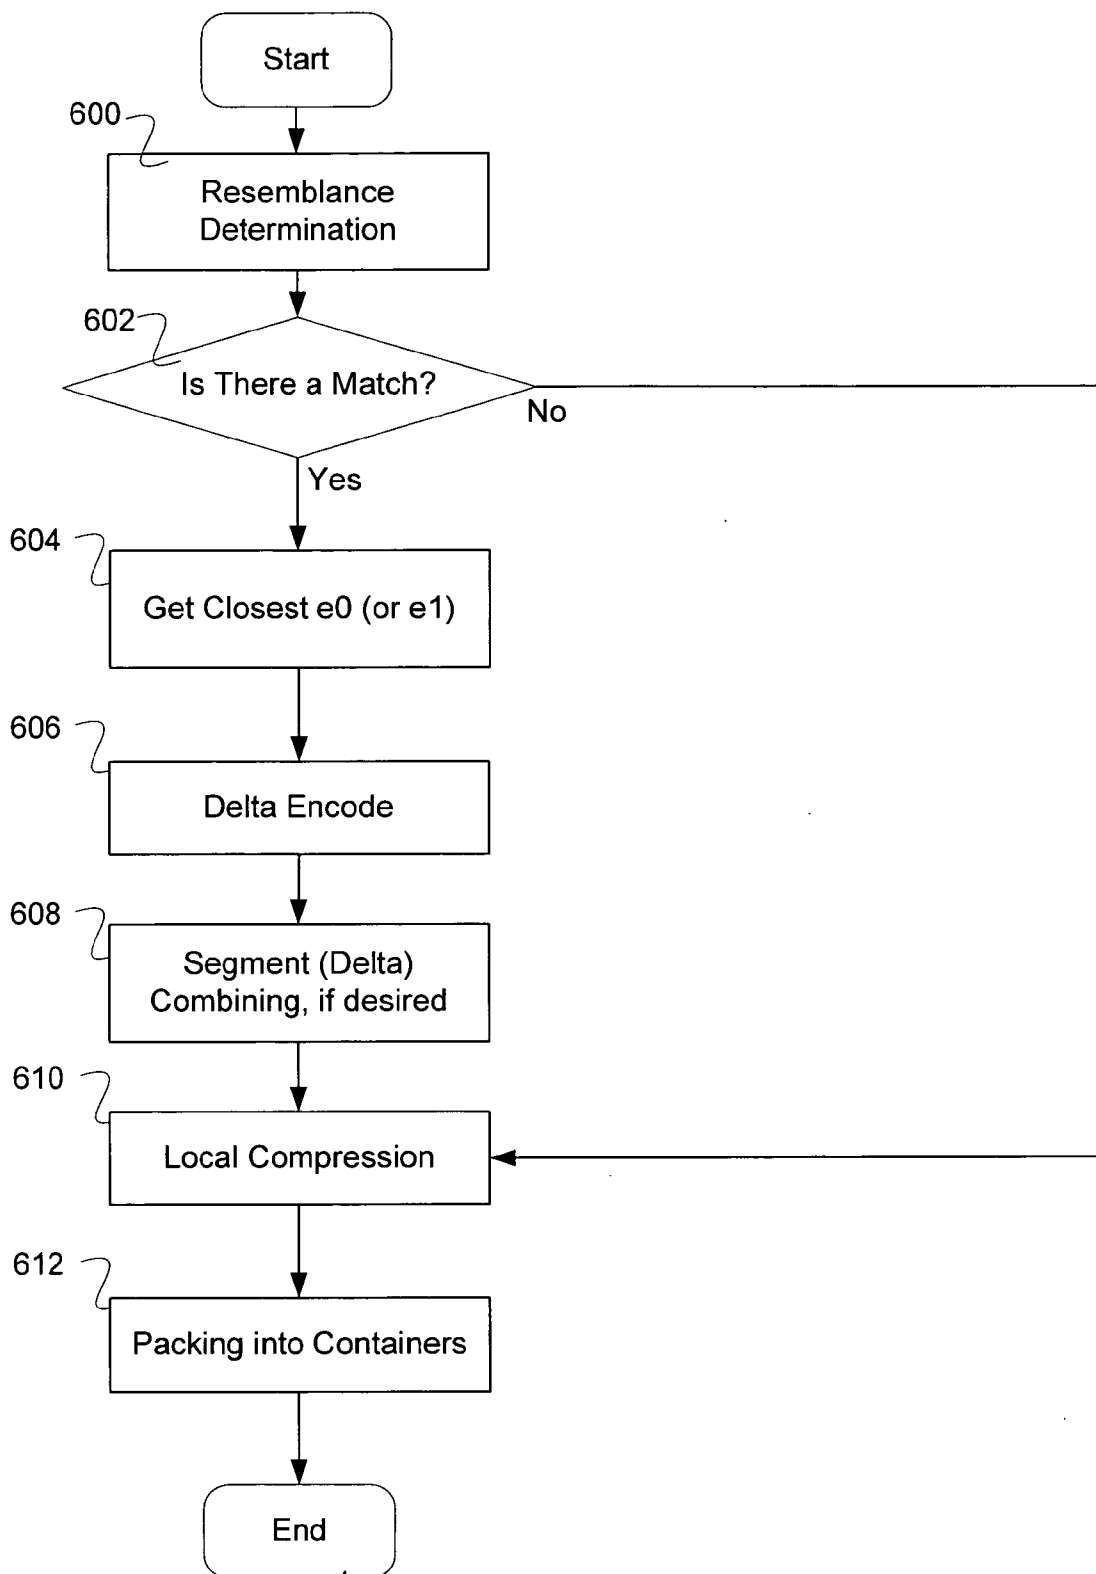 Start
600
Resemblance
Determination
602
Is There a Match?
No
Yes
604
Get Closest e0 (or e1)
606
Delta Encode
608
Segment (Delta)
Combining, if desired
610
Local Compression
612
Packing into Containers
End